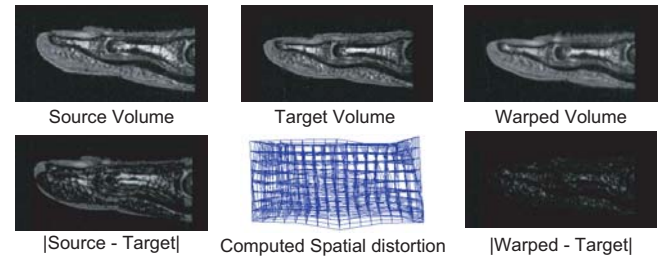 Source Volume
Target Volume
Warped Volume
|Source - Target|
Computed Spatial distortion
|Warped - Target|